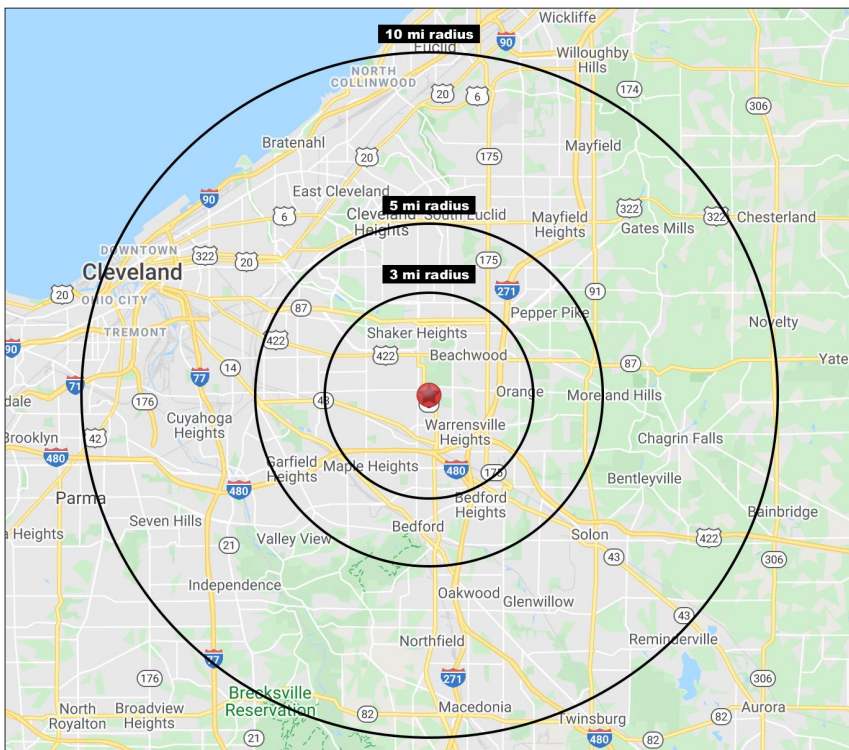 Wickliffe
10 mi radius
Euclid
90
Willoughby
Hills
NORTH
COLLINWOOD
20
6
174
306
Bratenahl
175
Mayfield
20
90
East Cleveland
5 mi radius
6
Cleveland
Heights
South Euclid
Mayfield
Heights
322
322
Chesterland
Gates Mills
DOWNTOWN
Cleveland
322
20
3 mi radius
175
20
OHIO CITY
271
91
87
Pepper Pike
TREMONT
Shaker Heights
Novelty
90
422
422
Beachwood
87
Yate
14
71
77
Orange
Moreland Hills
dale
176
43
Cuyahoga
Heights
Warrensville
Heights
Brooklyn
42
Chagrin Falls
480
Garfield
Heights
Maple Heights
480
175
480
Bentleyville
Parma
Bedford
Heights
Bainbridge
Seven Hills
Bedford
a Heights
21
Valley View
Solon
422
43
306
Independence
Oakwood
Glenwillow
43
Northfield
Reminderville
77
176
271
306
Brecksville
Reservation
North
Royalton
Broadview
Heights
82
Macedonia
Twinsburg
82
Aurora
21
480
82